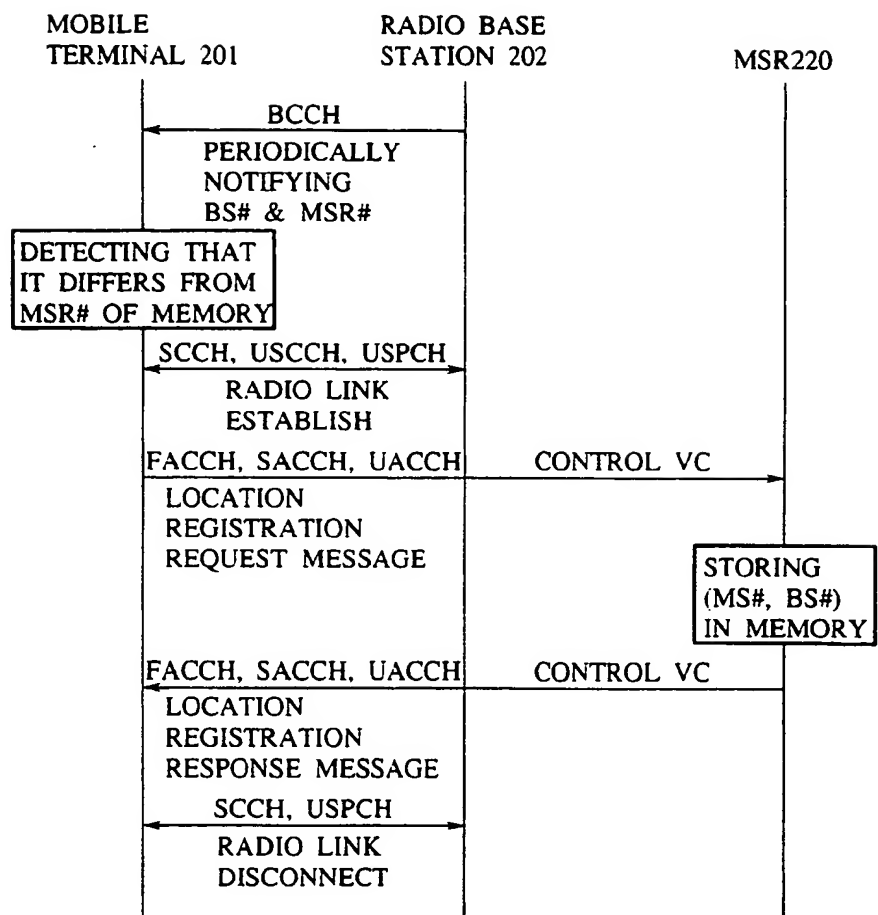 MOBILE
TERMINAL 201
RADIO BASE
STATION 202
MSR220
BCCH
PERIODICALLY
NOTIFYING
BS# & MSR#
DETECTING THAT
IT DIFFERS FROM
MSR# OF MEMORY
SCCH, USCCH, USPCH
RADIO LINK
ESTABLISH
FACCH, SACCH, UACCH
CONTROL VC
LOCATION
REGISTRATION
REQUEST MESSAGE
STORING
(MS#, BS#)
IN MEMORY
FACCH, SACCH, UACCH
CONTROL VC
LOCATION
REGISTRATION
RESPONSE MESSAGE
SCCH, USPCH
RADIO LINK
DISCONNECT